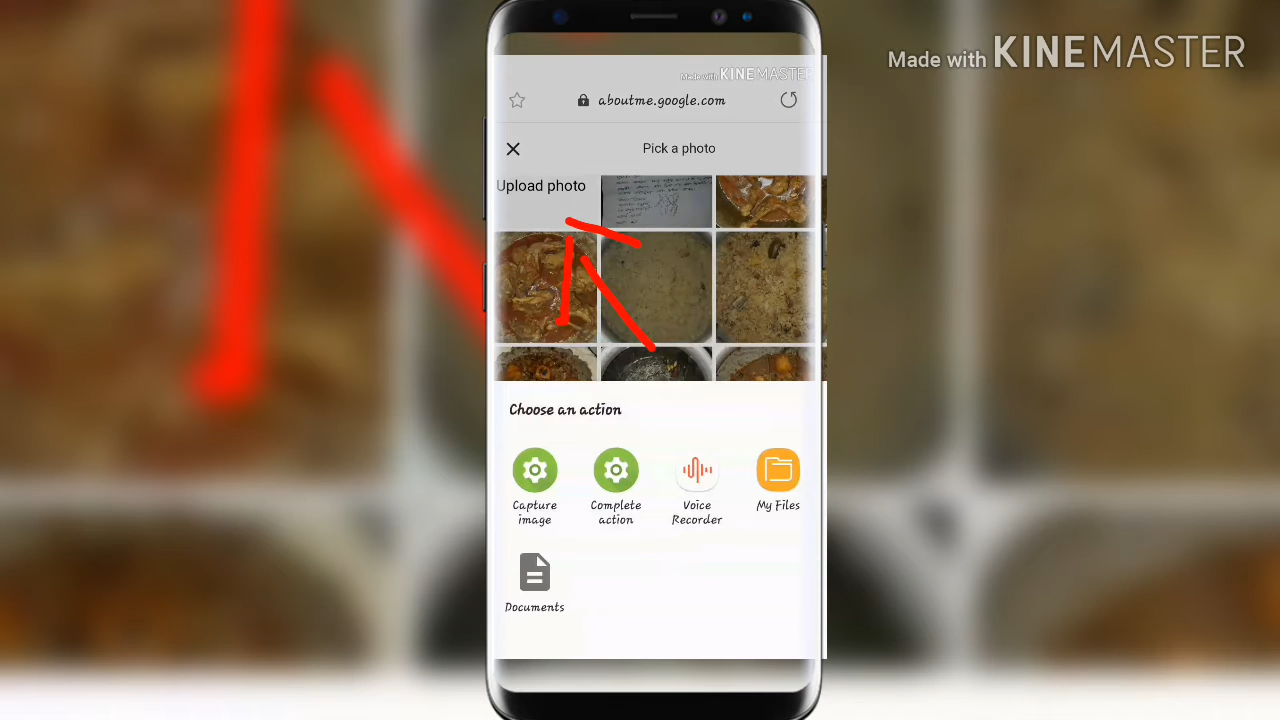 Made with KINEMASTER
Made with KINEMASTER
aboutme.google.com
Pick a photo
Upload photo
Choose an action
Capture image
Complete action
Voice Recorder
My Files
Documents